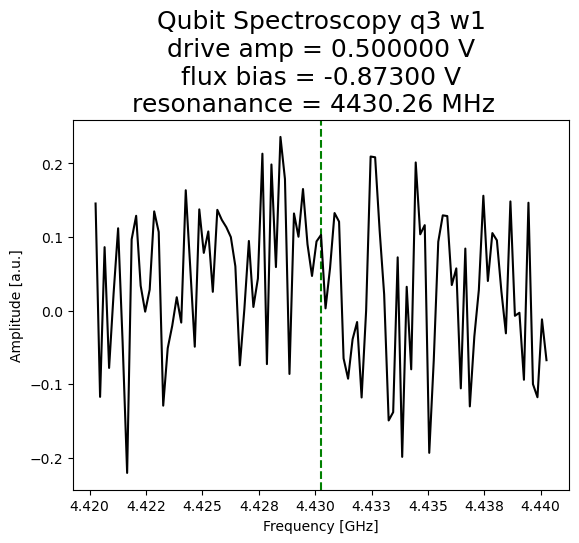 Qubit Spectroscopy q3 w1
drive amp = 0.500000 V
flux bias = -0.87300 V
resonanance = 4430.26 MHz
0.2
0.1
0.0
−0.1
−0.2
Amplitude [a.u.]
4.420 4.422 4.425 4.428 4.430 4.433 4.435 4.438 4.440
Frequency [GHz]